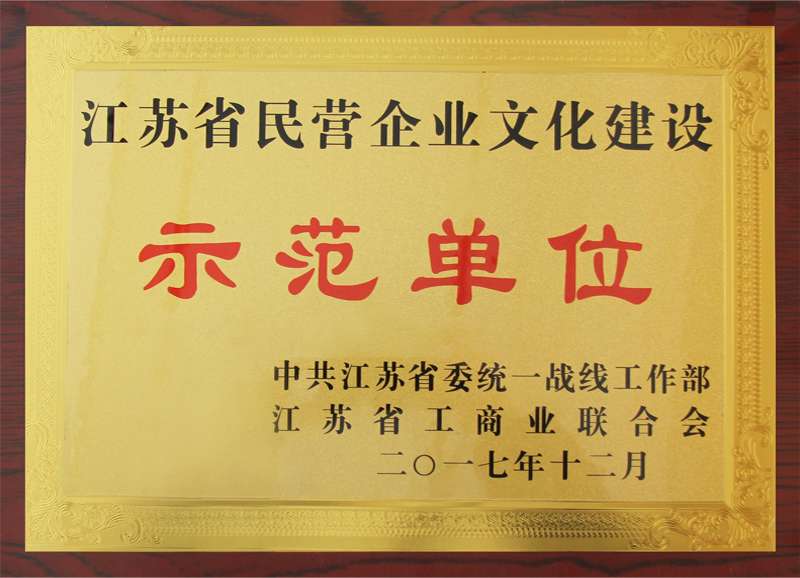 江苏省民营企业文化建设
示范单位
中共江苏省委统一战线工作部
江苏省工商业联合会
二〇一七年十二月